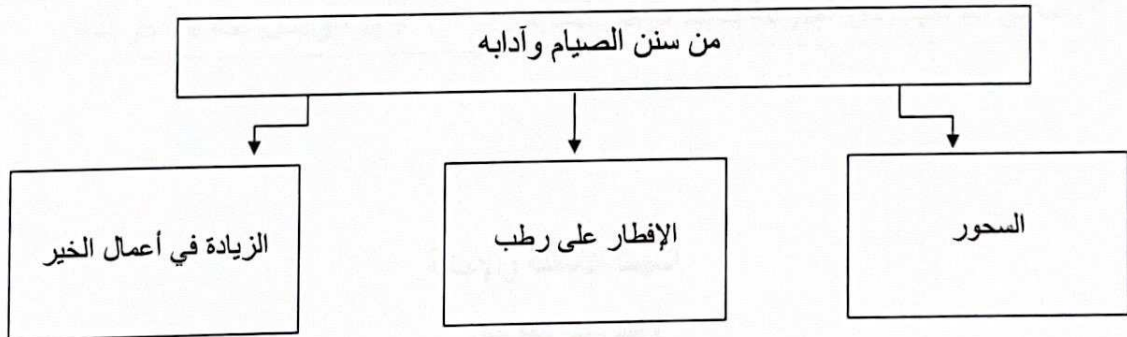 من سنن الصيام وآدابه
السحور
الإفطار على رطب
الزيادة في أعمال الخير